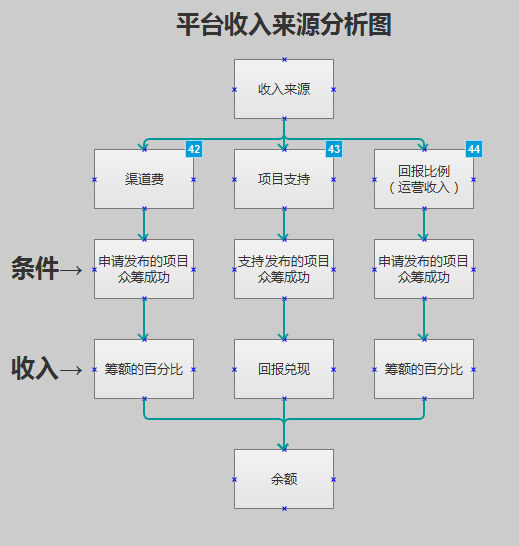 平台收入来源分析图
收入来源
42
43
44
渠道费
项目支持
回报比例
（运营收入）
条件→
申请发布的项目
众筹成功
支持发布的项目
众筹成功
申请发布的项目
众筹成功
收入→
筹额的百分比
回报兑现
筹额的百分比
余额